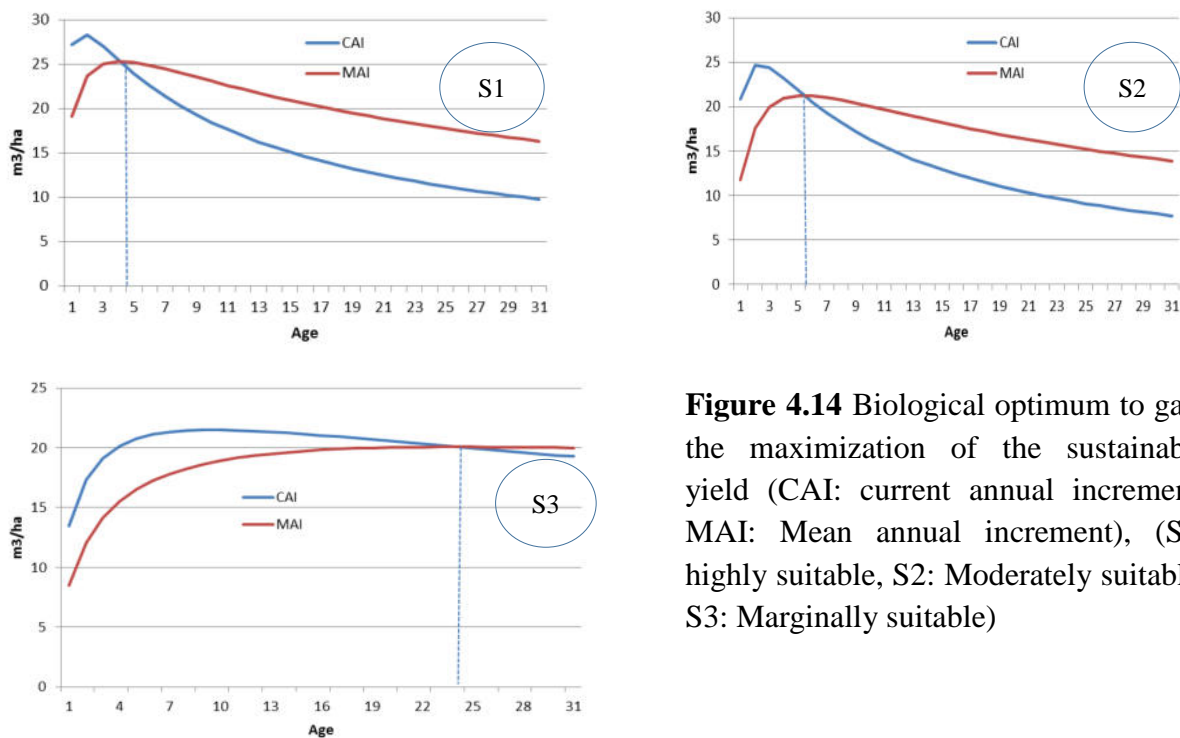 30
25
20
15
10
5
0
m3/ha
CAI
MAI
S1
1 3 5 7 9 11 13 15 17 19 21 23 25 27 29 31
Age
30
25
20
15
10
5
0
m3/ha
CAI
MAI
S2
1 3 5 7 9 11 13 15 17 19 21 23 25 27 29 31
Age
25
20
15
10
5
0
m3/ha
CAI
MAI
S3
1 4 7 10 13 16 19 22 25 28 31
Age
Figure 4.14 Biological optimum to ga
the maximization of the sustainab
yield (CAI: current annual incremen
MAI: Mean annual increment), (S
highly suitable, S2: Moderately suitabl
S3: Marginally suitable)